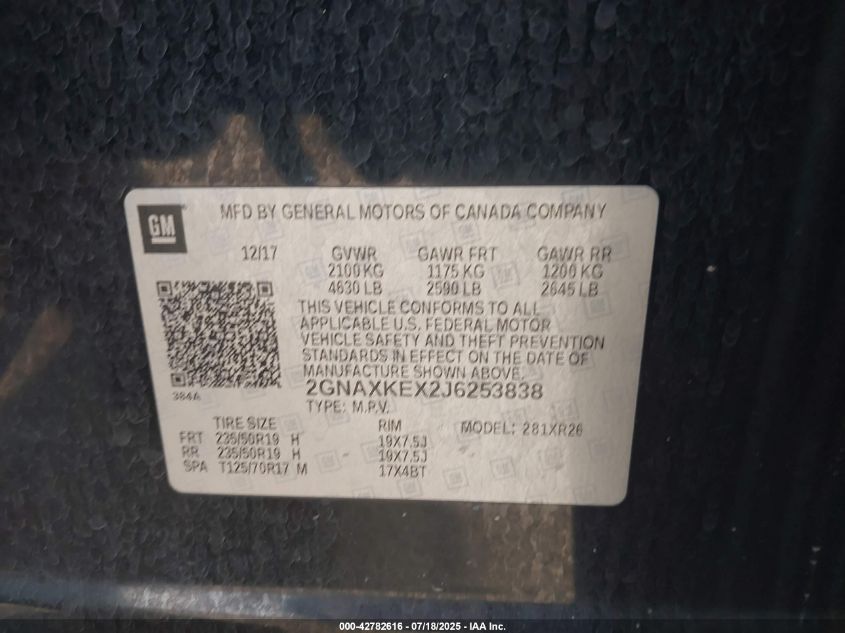 GM
MFD BY GENERAL MOTORS OF CANADA COMPANY
12/17 GVWR GAWR FRT GAWR RR
2100 KG 1175 KG 1200 KG
4630 LB 2590 LB 2645 LB
THIS VEHICLE CONFORMS TO ALL
APPLICABLE U.S. FEDERAL MOTOR
VEHICLE SAFETY AND THEFT PREVENTION
STANDARDS IN EFFECT ON THE DATE OF
MANUFACTURE SHOWN ABOVE.
384A
2GNAXKEX2J6253838
TYPE: M.P.V.
TIRE SIZE RIM MODEL: 281XR26
FRT 235/50R19 H 19X7.5J
RR 235/50R19 H 19X7.5J
SPA T125/70R17 M 17X4BT
000-42782616 - 07/18/2025 - IAA Inc.